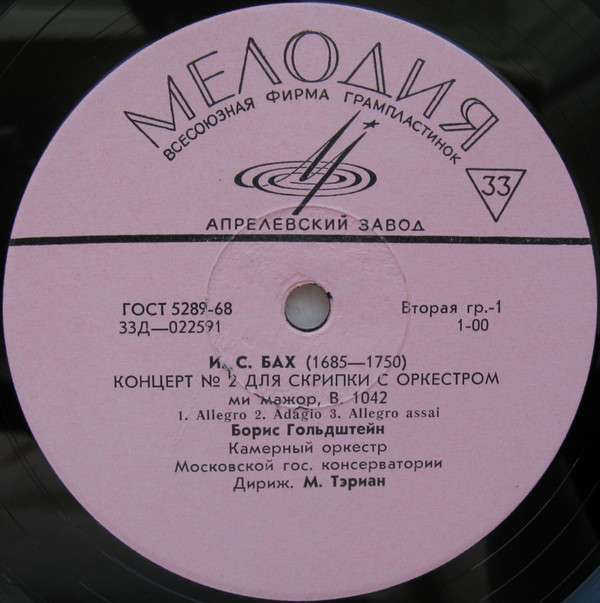 МЕЛОДИЯ
ВСЕСОЮЗНАЯ ФИРМА ГРАМПЛАСТИНОК
33
АПРЕЛЕВСКИЙ ЗАВОД
ГОСТ 5289-68
33Д—022591
Вторая гр.-1
1-00
И. С. БАХ (1685—1750)
КОНЦЕРТ № 2 ДЛЯ СКРИПКИ С ОРКЕСТРОМ
ми мажор, В. 1042
1. Allegro 2. Adagio 3. Allegro assai
Борис Гольдштейн
Камерный оркестр
Московской гос. консерватории
Дириж. М. Тэриан